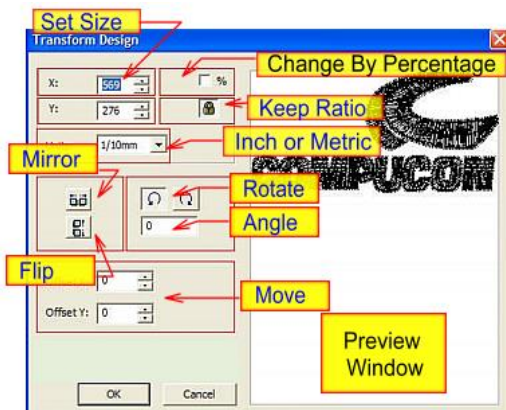 Set Size
Transform Design
X: 569 % Change By Percentage
Y: 276 Keep Ratio
1/10mm Inch or Metric
Mirror
COMPUCON
Rotate
0 Angle
Flip
0 Move
Offset Y: 0
Preview
Window
OK Cancel